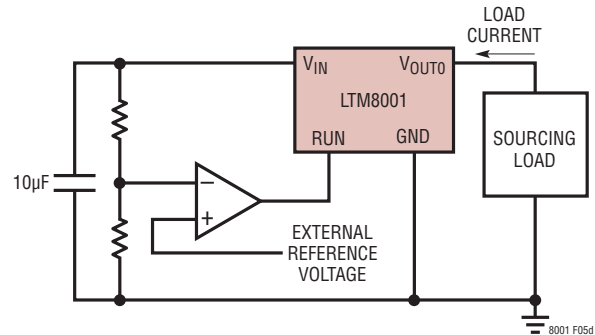 LOAD
CURRENT
VIN VOUT0
LTM8001
RUN GND
SOURCING
LOAD
10µF
−
+
EXTERNAL
REFERENCE
VOLTAGE
8001 F05d